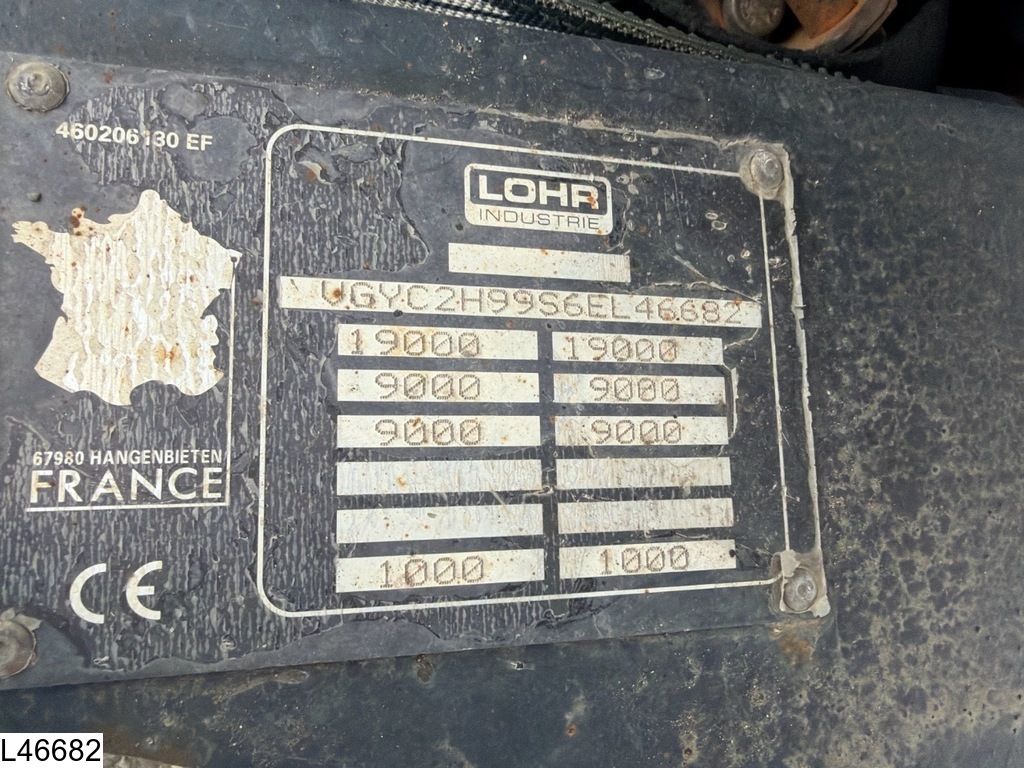 460206130 EF
LOHR
INDUSTRIE
VGYC2H99S6EL46682
19000 19000
9000 9000
9000 9000
1000 1000
67980 HANGENBIETEN
FRANCE
CE
L46682